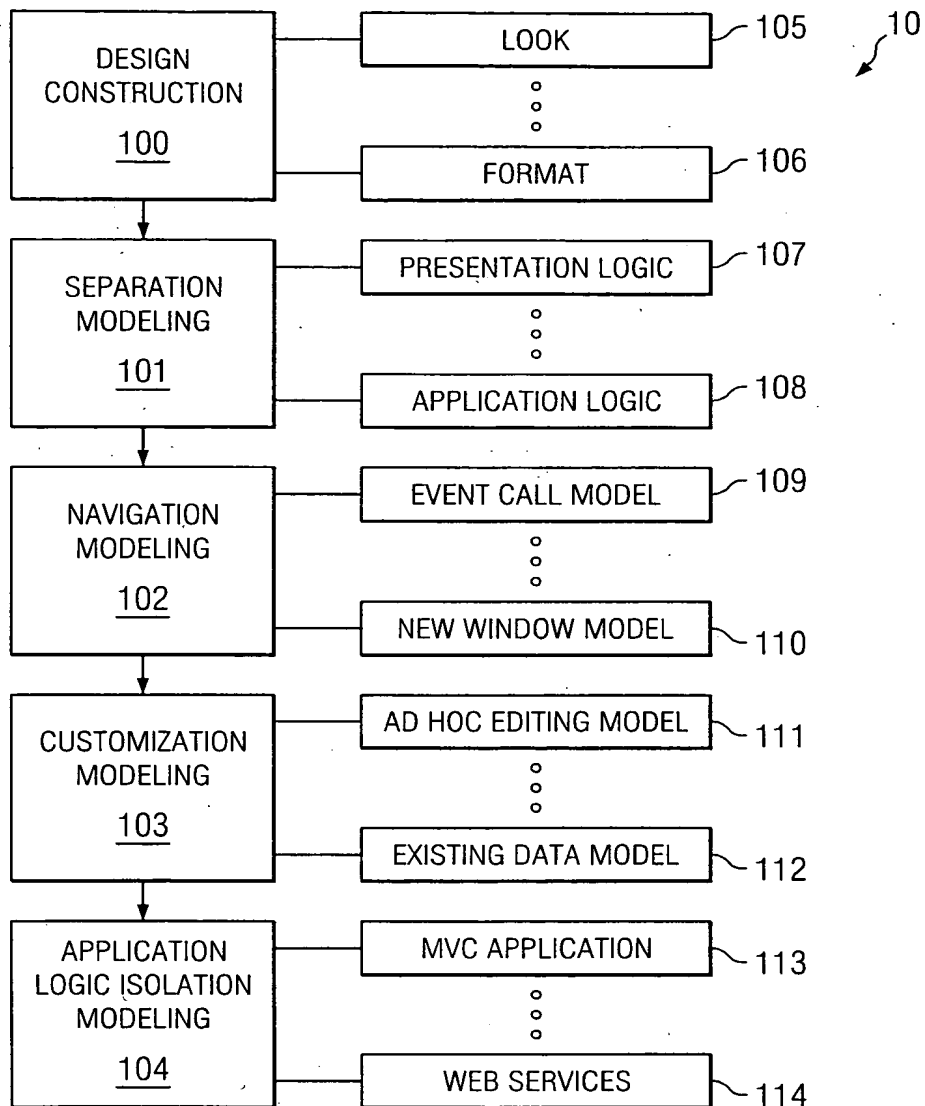 10
DESIGN
CONSTRUCTION
100
LOOK
105
FORMAT
106
SEPARATION
MODELING
101
PRESENTATION LOGIC
107
APPLICATION LOGIC
108
NAVIGATION
MODELING
102
EVENT CALL MODEL
109
NEW WINDOW MODEL
110
CUSTOMIZATION
MODELING
103
AD HOC EDITING MODEL
111
EXISTING DATA MODEL
112
APPLICATION
LOGIC ISOLATION
MODELING
104
MVC APPLICATION
113
WEB SERVICES
114